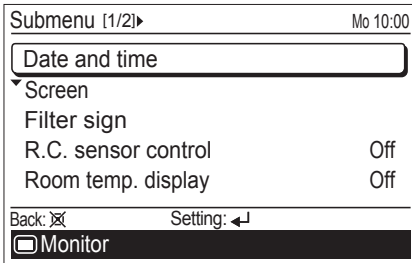 Submenu [1/2]▸ Mo 10:00
Date and time
Screen
Filter sign
R.C. sensor control Off
Room temp. display Off
Back: Setting:
Monitor